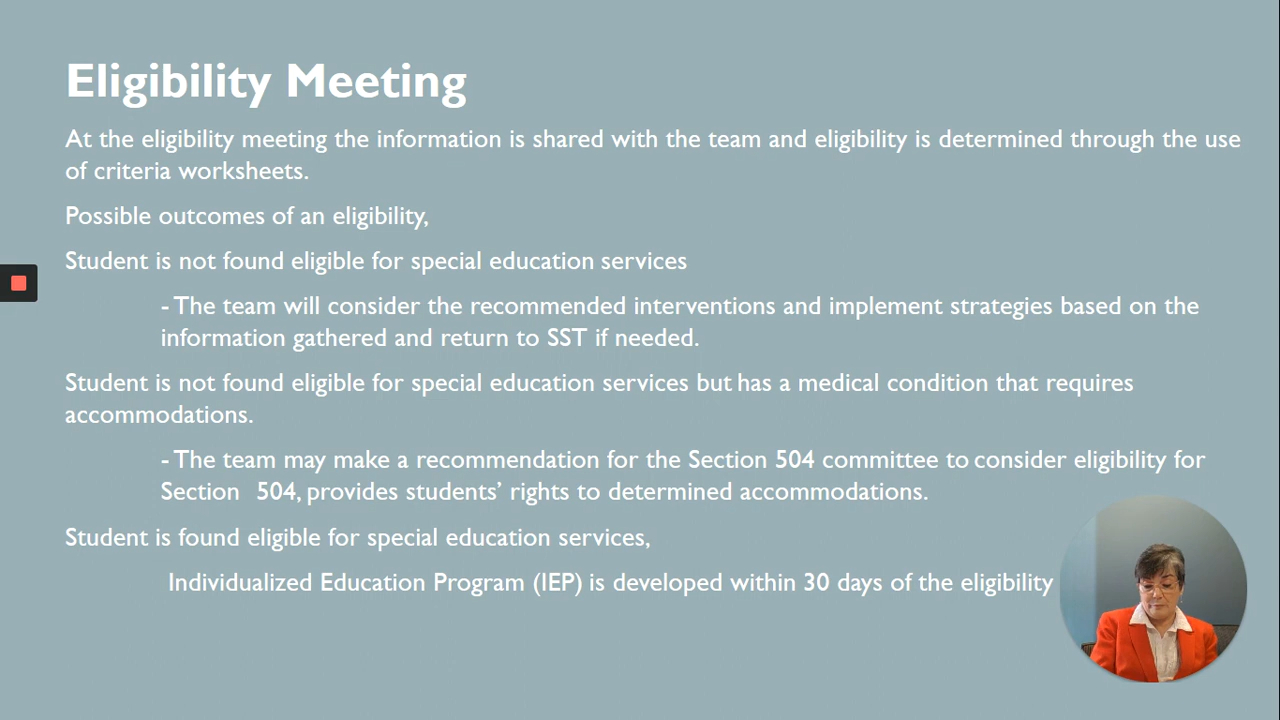 Eligibility Meeting
At the eligibility meeting the information is shared with the team and eligibility is determined through the use
of criteria worksheets.
Possible outcomes of an eligibility,
Student is not found eligible for special education services
- The team will consider the recommended interventions and implement strategies based on the
information gathered and return to SST if needed.
Student is not found eligible for special education services but has a medical condition that requires
accommodations.
- The team may make a recommendation for the Section 504 committee to consider eligibility for
Section 504, provides students’ rights to determined accommodations.
Student is found eligible for special education services,
Individualized Education Program (IEP) is developed within 30 days of the eligibility